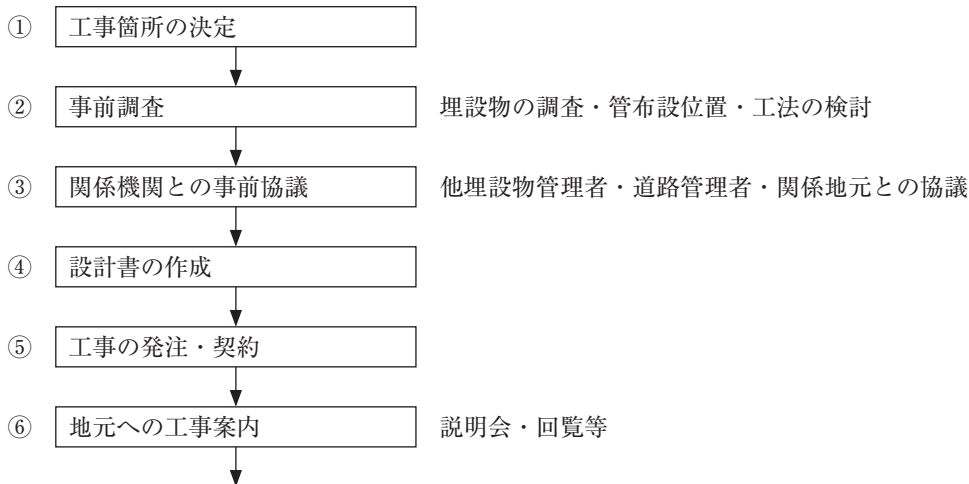 ① 工事箇所の決定
② 事前調査 埋設物の調査・管布設位置・工法の検討
③ 関係機関との事前協議 他埋設物管理者・道路管理者・関係地元との協議
④ 設計書の作成
⑤ 工事の発注・契約
⑥ 地元への工事案内 説明会・回覧等